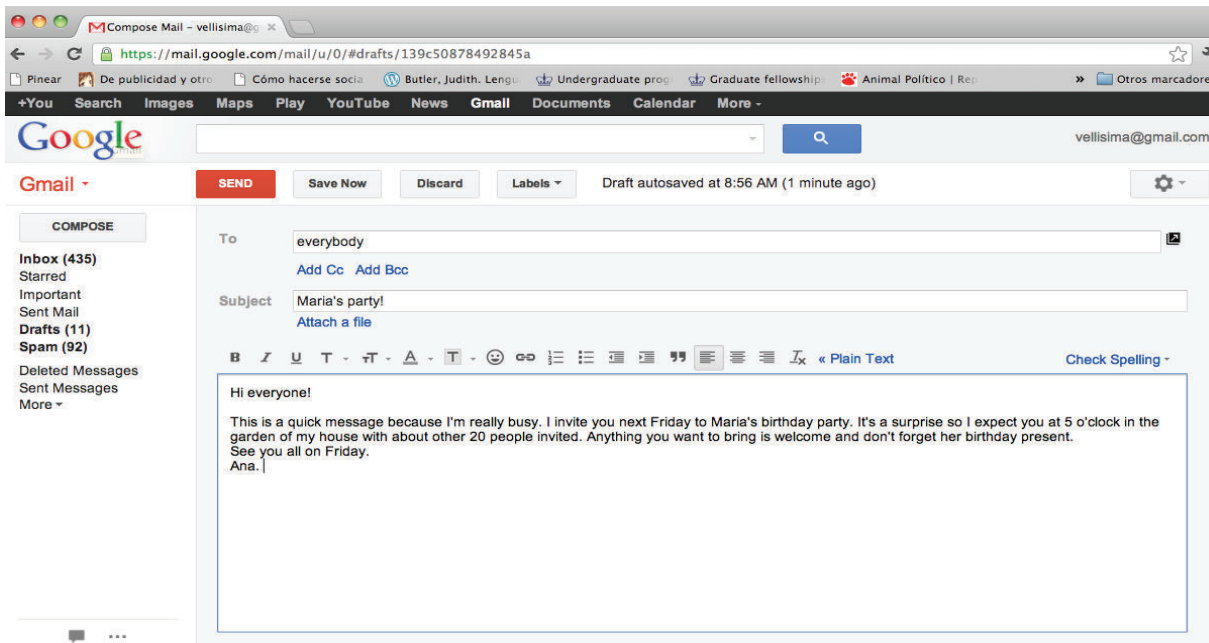 Compose Mail – vellisima@g
https://mail.google.com/mail/u/0/#drafts/139c50878492845a
Pinear De publicidad y otro Cómo hacerse socia Butler, Judith. Lengu Undergraduate prog Graduate fellowship Animal Político | Rep » Otros marcadore
+You Search Images Maps Play YouTube News Gmail Documents Calendar More
Google vellisima@gmail.com
Gmail SEND Save Now Discard Labels Draft autosaved at 8:56 AM (1 minute ago)
COMPOSE
Inbox (435)
Starred
Important
Sent Mail
Drafts (11)
Spam (92)
Deleted Messages
Sent Messages
More
To everybody
Add Cc Add Bcc
Subject Maria's party!
Attach a file
B I U T TT A T « Plain Text Check Spelling
Hi everyone!
This is a quick message because I'm really busy. I invite you next Friday to Maria's birthday party. It's a surprise so I expect you at 5 o'clock in the
garden of my house with about other 20 people invited. Anything you want to bring is welcome and don't forget her birthday present.
See you all on Friday.
Ana.